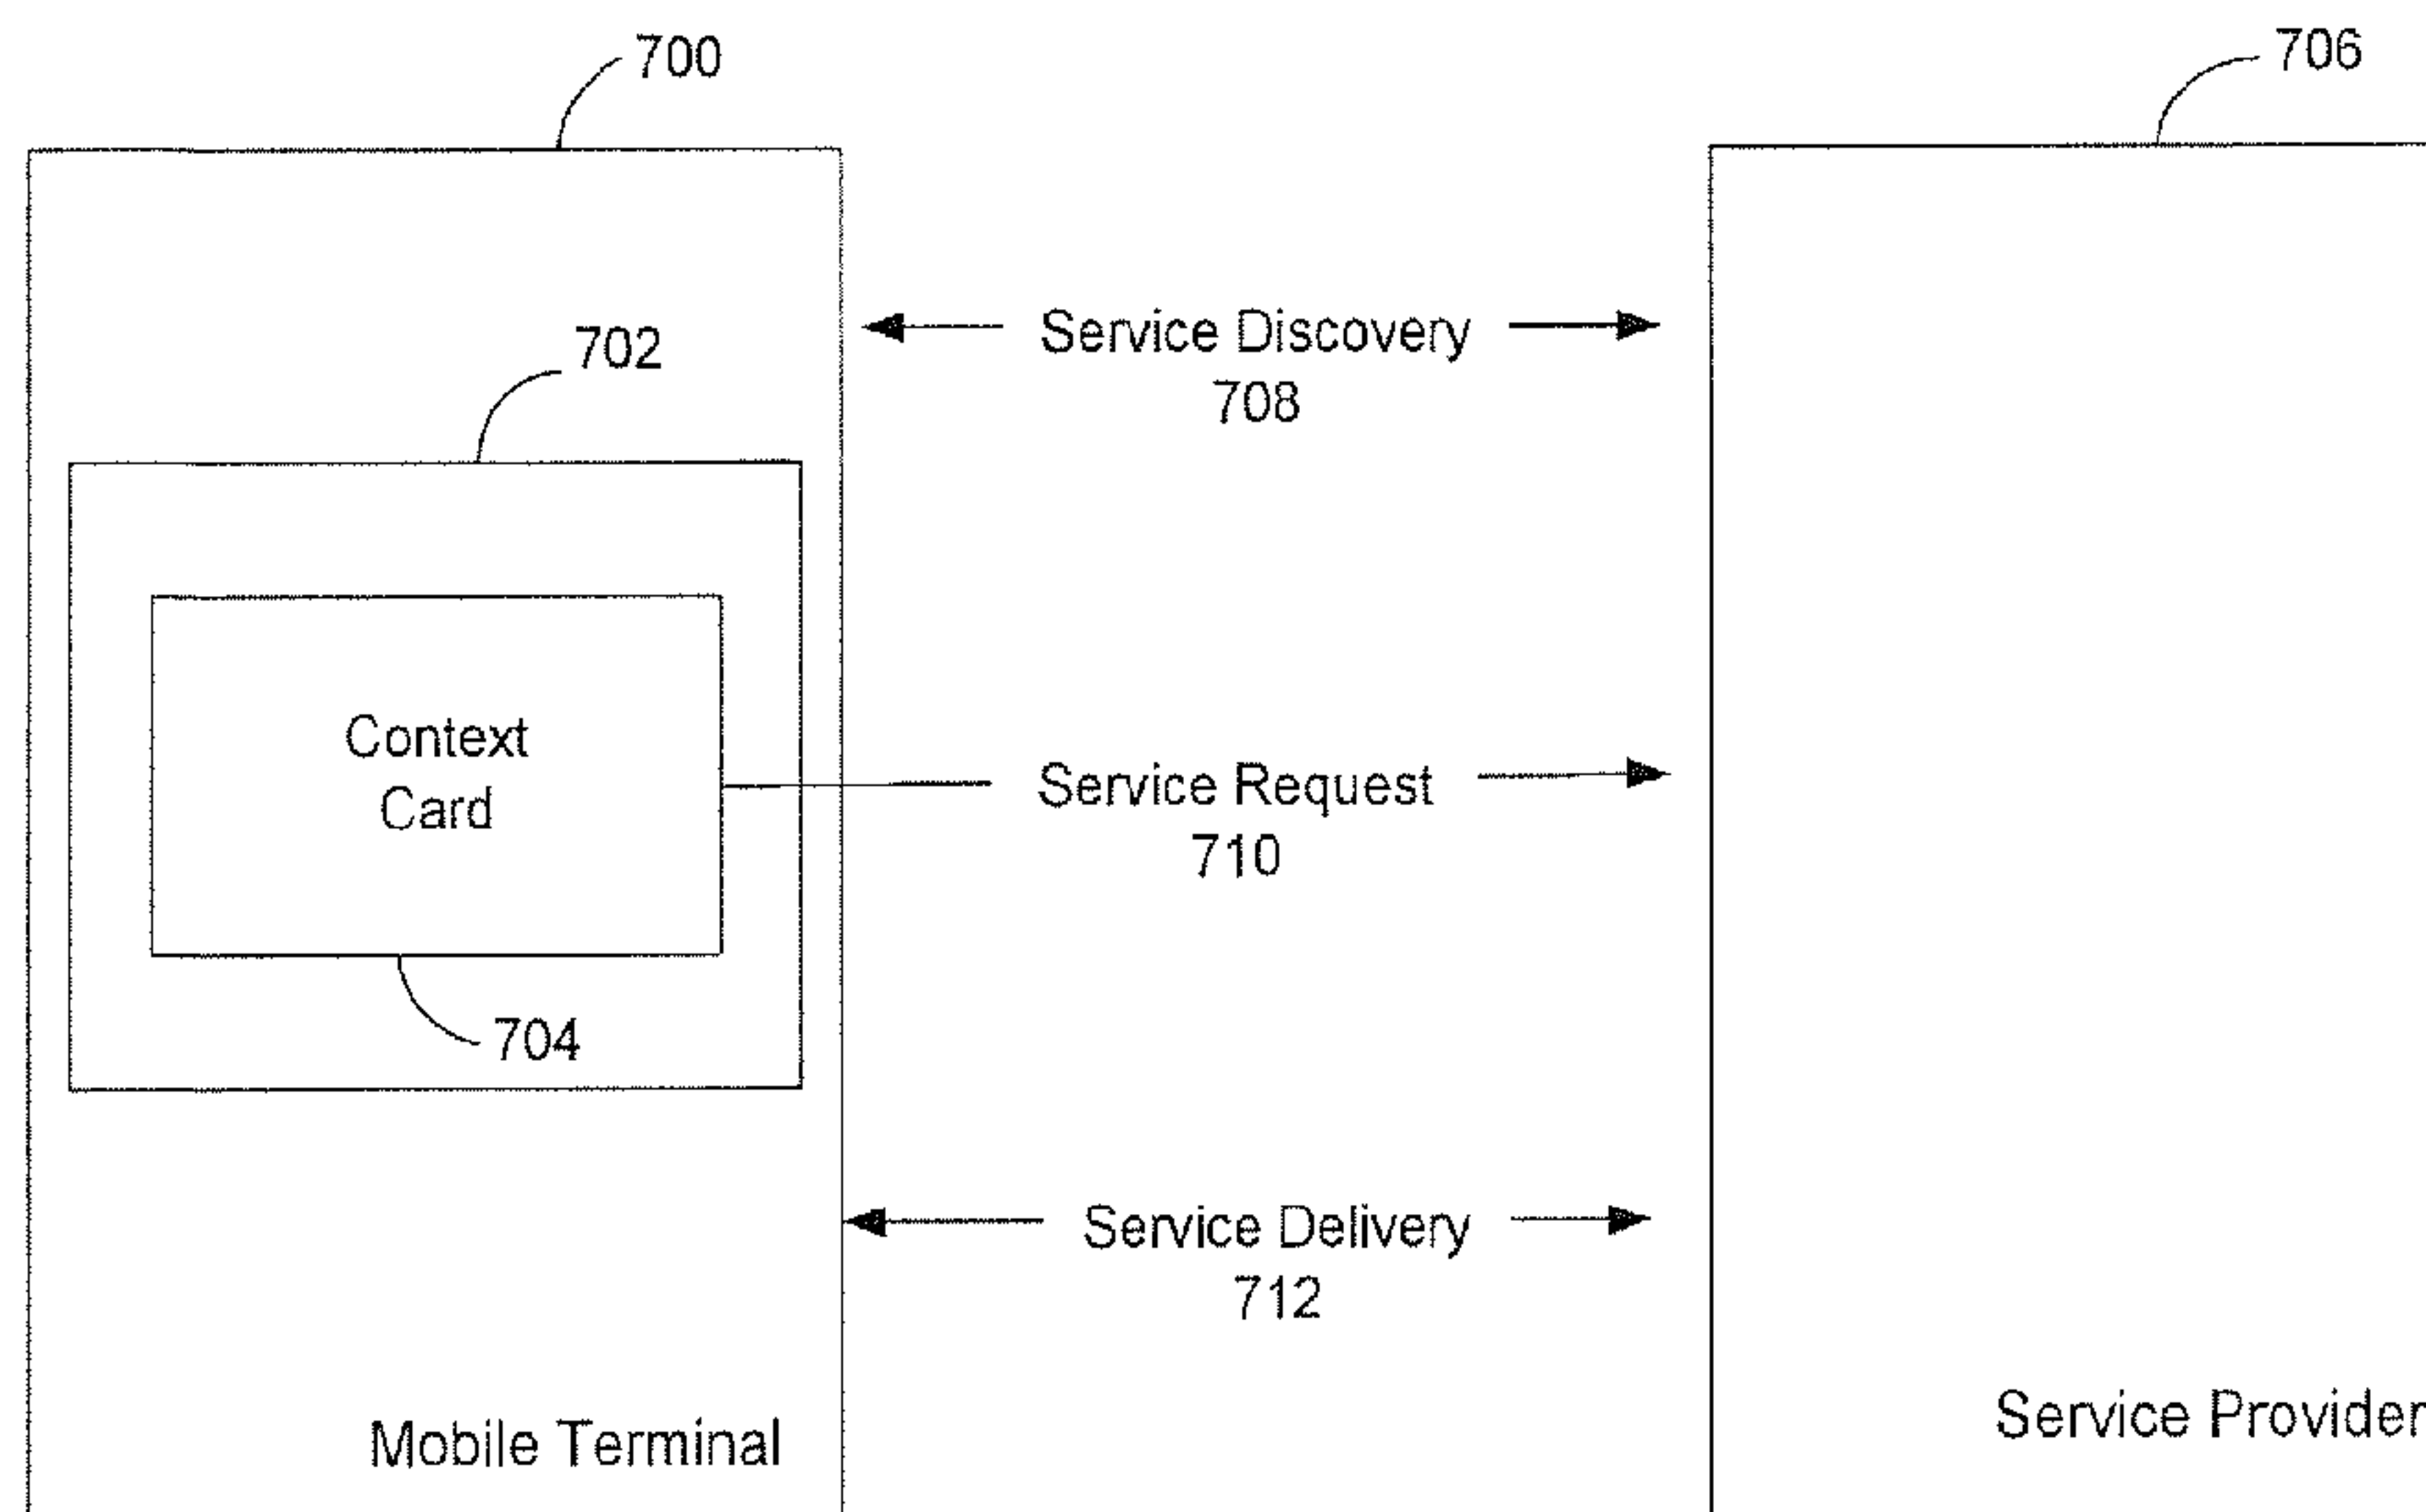 700
706
702
Service Discovery
708
Context
Card
Service Request
710
704
Service Delivery
712
Mobile Terminal
Service Provider